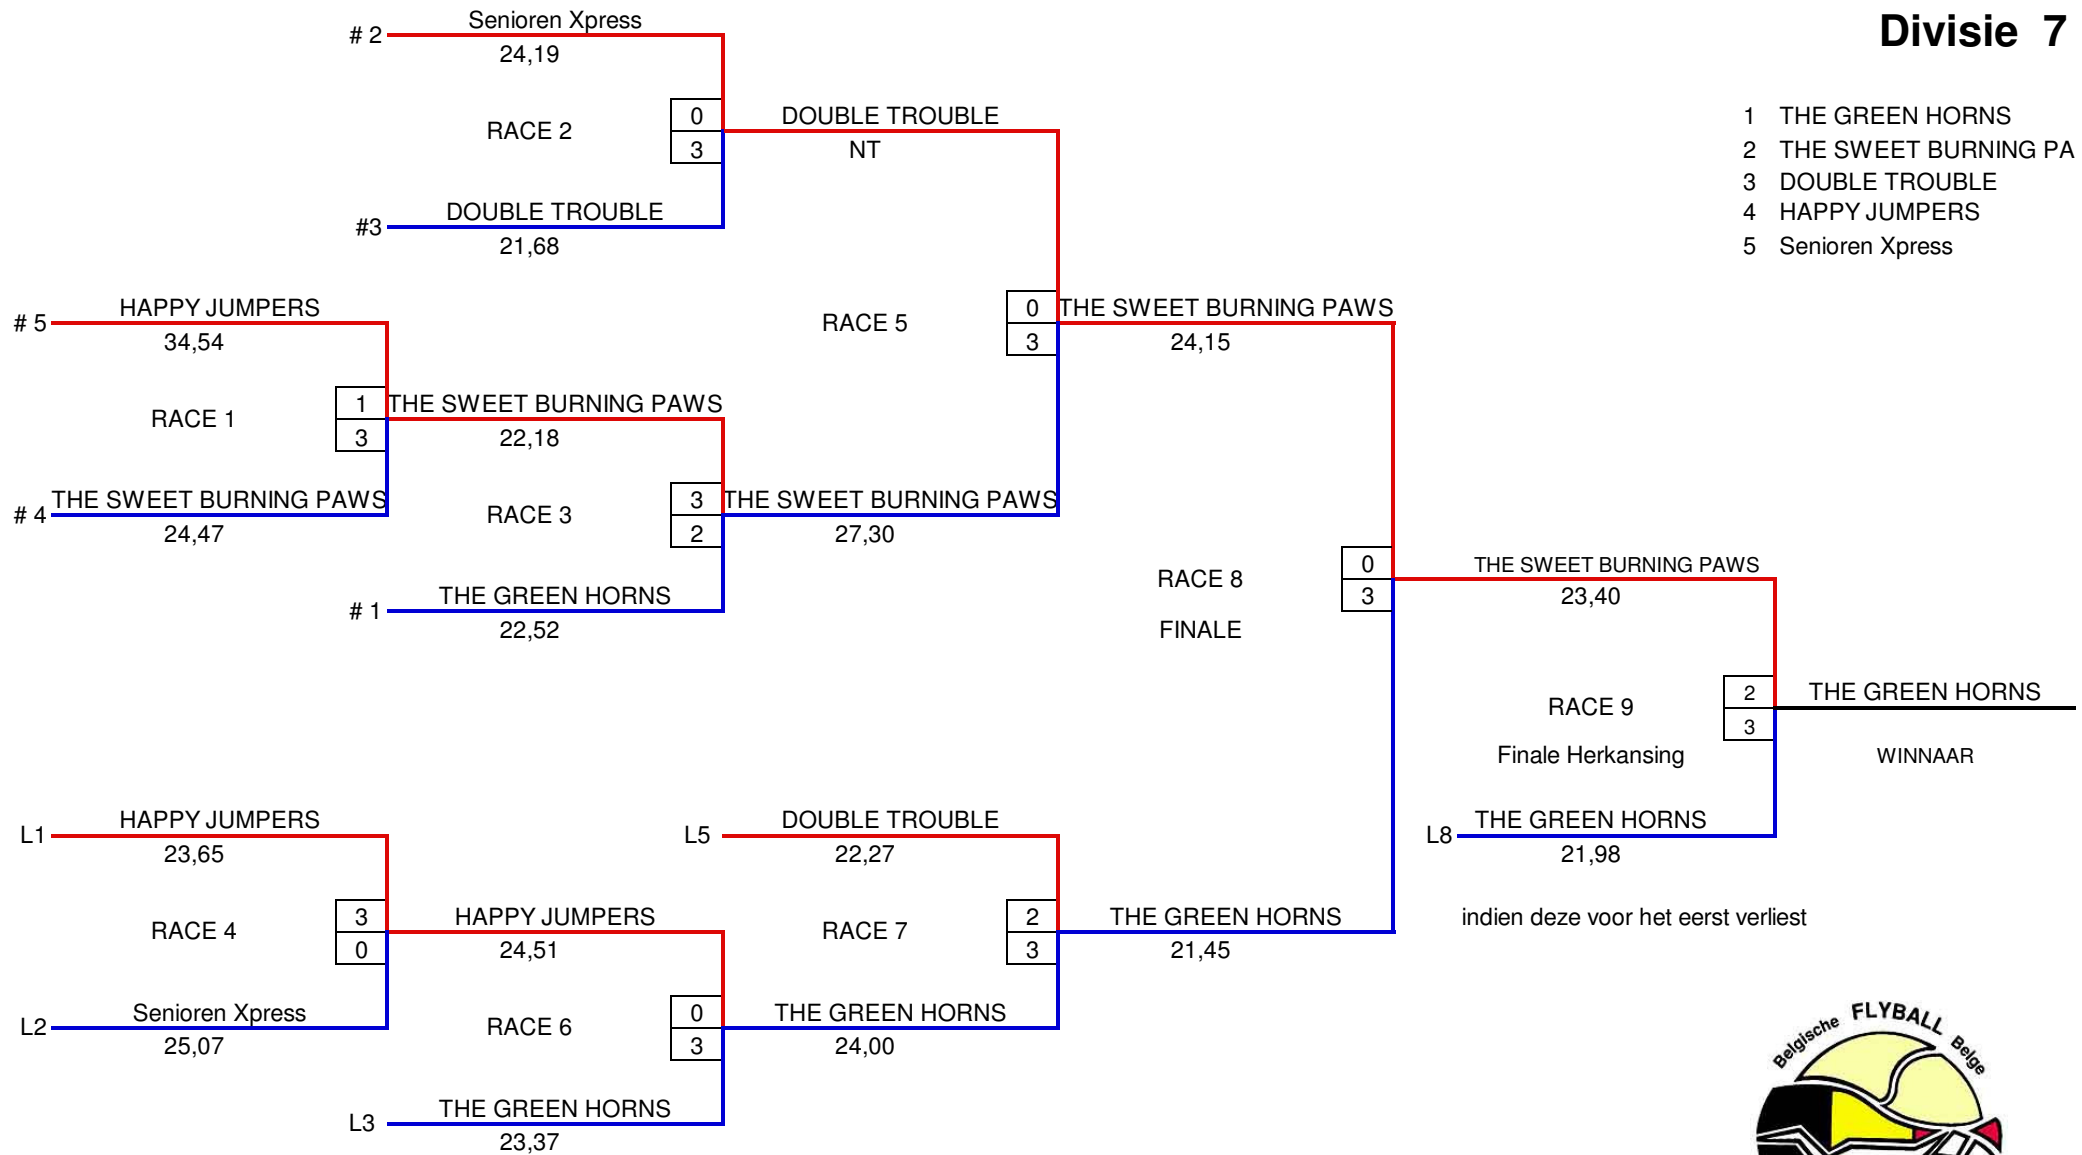 Divisie 7
1 THE GREEN HORNS
2 THE SWEET BURNING PA
3 DOUBLE TROUBLE
4 HAPPY JUMPERS
5 Senioren Xpress
# 2
Senioren Xpress
24,19
RACE 2
0
3
DOUBLE TROUBLE
NT
#3
DOUBLE TROUBLE
21,68
# 5
HAPPY JUMPERS
34,54
RACE 1
1
3
THE SWEET BURNING PAWS
22,18
# 4
THE SWEET BURNING PAWS
24,47
RACE 3
3
2
THE SWEET BURNING PAWS
27,30
# 1
THE GREEN HORNS
22,52
RACE 5
0
3
THE SWEET BURNING PAWS
24,15
RACE 8
FINALE
0
3
THE SWEET BURNING PAWS
23,40
RACE 9
Finale Herkansing
2
3
THE GREEN HORNS
WINNAAR
L8
THE GREEN HORNS
21,98
indien deze voor het eerst verliest
L1
HAPPY JUMPERS
23,65
RACE 4
3
0
HAPPY JUMPERS
24,51
L2
Senioren Xpress
25,07
RACE 6
0
3
THE GREEN HORNS
24,00
L3
THE GREEN HORNS
23,37
L5
DOUBLE TROUBLE
22,27
RACE 7
2
3
THE GREEN HORNS
21,45
Belgische FLYBALL Belge